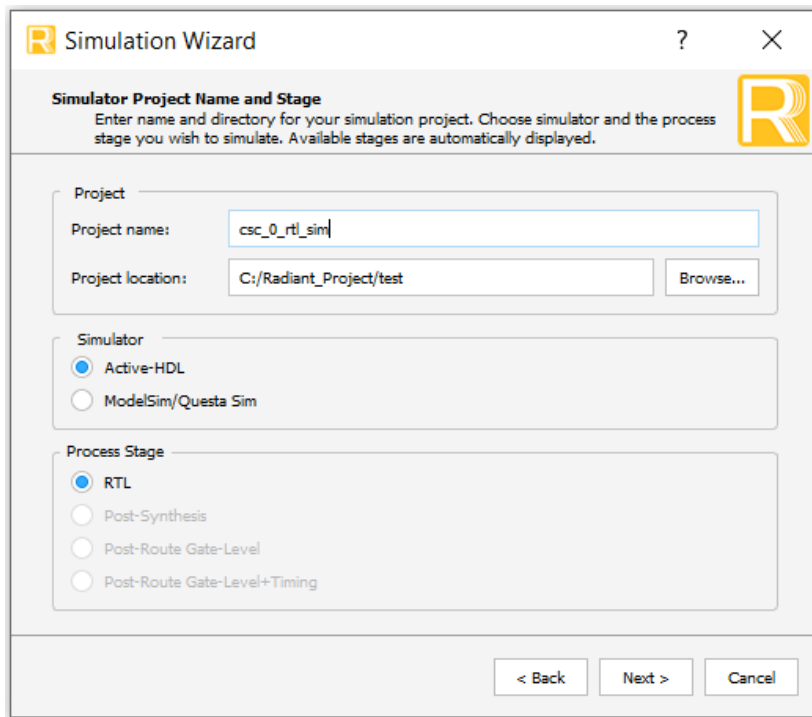 Simulation Wizard
?
Simulator Project Name and Stage
Enter name and directory for your simulation project. Choose simulator and the process
stage you wish to simulate. Available stages are automatically displayed.
Project
Project name: csc_0_rtl_sim
Project location: C:/Radiant_Project/test Browse...
Simulator
Active-HDL
ModelSim/Questa Sim
Process Stage
RTL
Post-Synthesis
Post-Route Gate-Level
Post-Route Gate-Level+Timing
< Back Next > Cancel